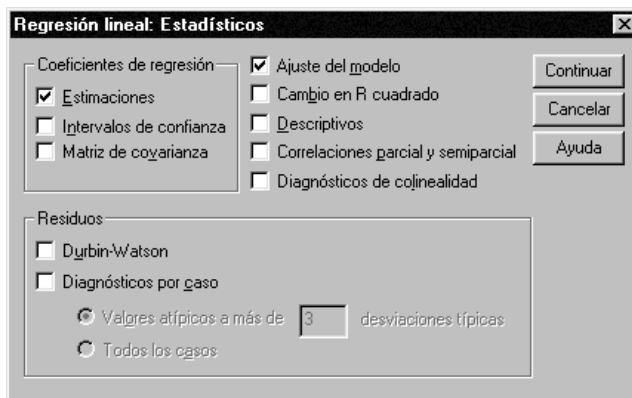 Regresión lineal: Estadísticos
Coeficientes de regresión
Estimaciones
Intervalos de confianza
Matriz de covarianza
Ajuste del modelo
Cambio en R cuadrado
Descriptivos
Correlaciones parcial y semiparcial
Diagnósticos de colinealidad
Continuar
Cancelar
Ayuda
Residuos
Durbin-Watson
Diagnósticos por caso
Valores atípicos a más de 3 desviaciones típicas
Todos los casos